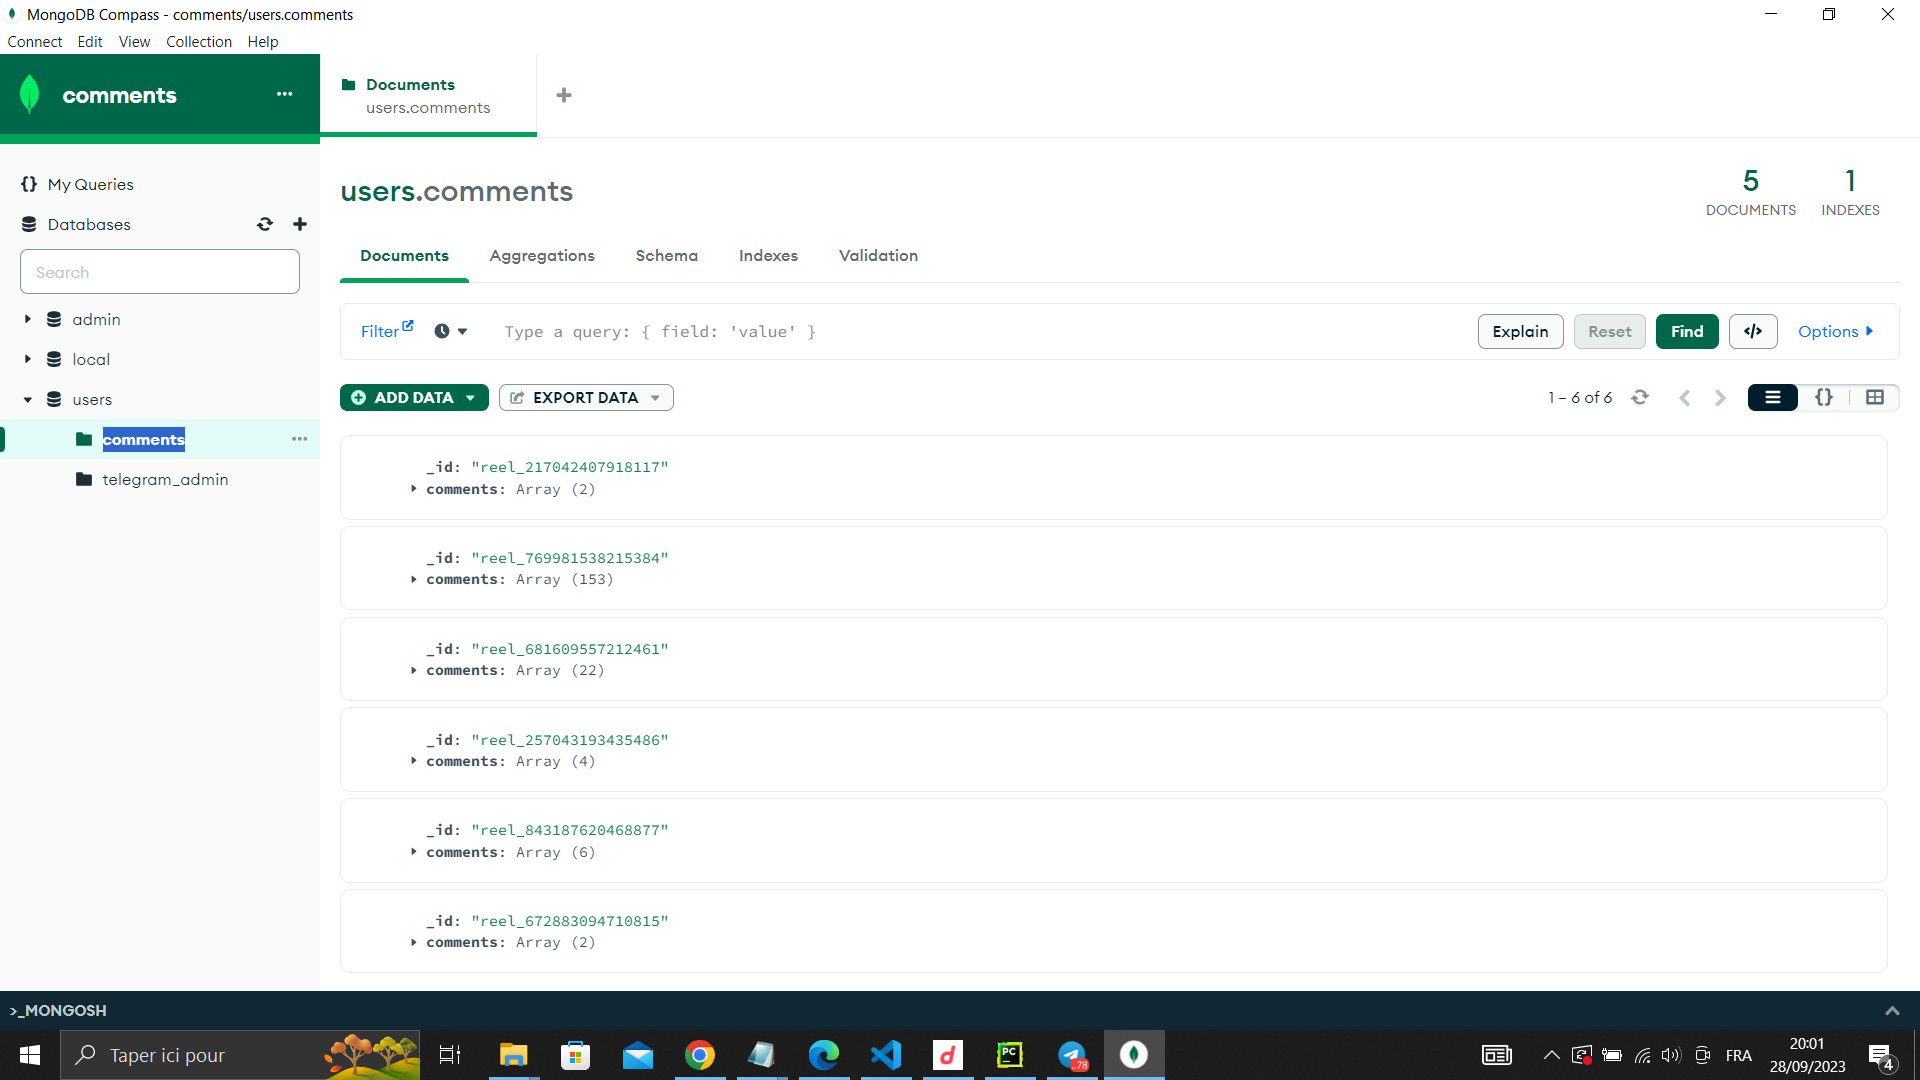 MongoDB Compass - comments/users.comments
Connect Edit View Collection Help
comments
Documents
users.comments
My Queries
Databases
Search
admin
local
users
comments
telegram_admin
users.comments
5
DOCUMENTS
1
INDEXES
Documents Aggregations Schema Indexes Validation
Filter Type a query: { field: 'value' } Explain Reset Find </> Options
ADD DATA EXPORT DATA 1 – 6 of 6 {}
_id: "reel_217042407918117"
comments: Array (2)
_id: "reel_769981538215384"
comments: Array (153)
_id: "reel_681609557212461"
comments: Array (22)
_id: "reel_257043193435486"
comments: Array (4)
_id: "reel_843187620468877"
comments: Array (6)
_id: "reel_672883094710815"
comments: Array (2)
>_MONGOSH
Taper ici pour
PC
..78
FRA
20:01
28/09/2023
4